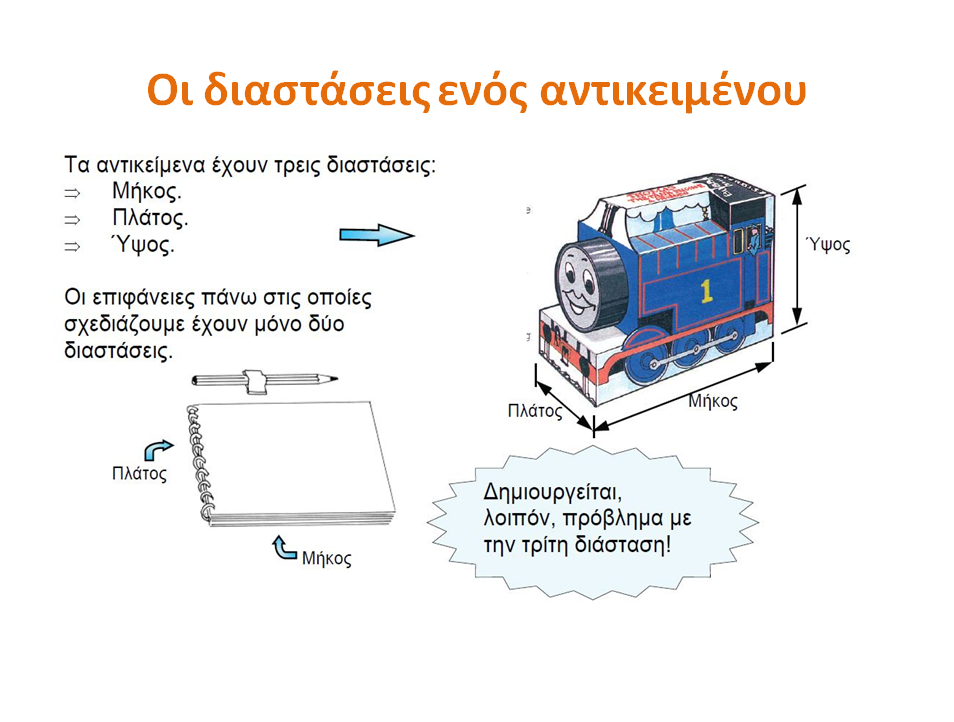 Οι διαστάσεις ενός αντικειμένου
Τα αντικείμενα έχουν τρεις διαστάσεις:
⇒ Μήκος.
⇒ Πλάτος.
⇒ Ύψος.
Οι επιφάνειες πάνω στις οποίες
σχεδιάζουμε έχουν μόνο δύο
διαστάσεις.
Πλάτος
Μήκος
1
Ύψος
Πλάτος
Μήκος
Δημιουργείται,
λοιπόν, πρόβλημα με
την τρίτη διάσταση!